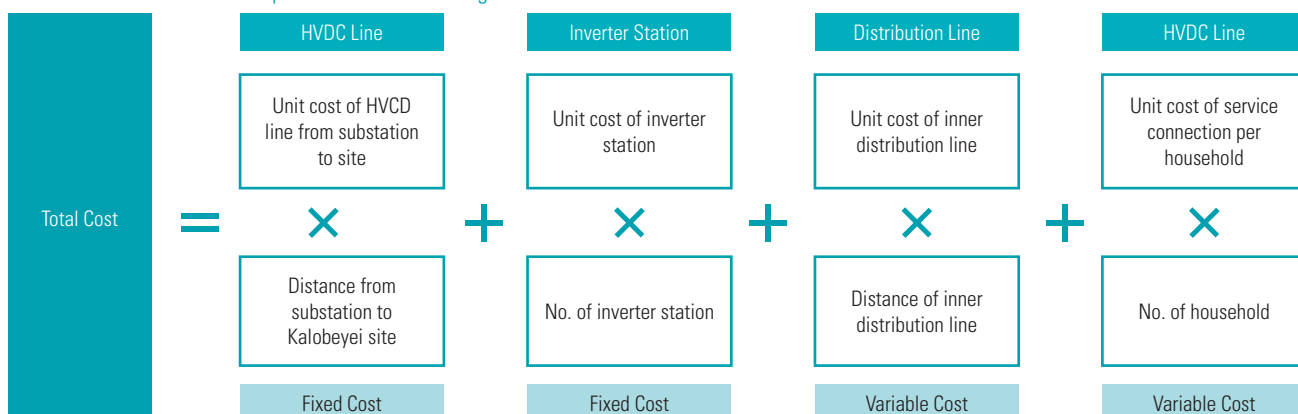 HVDC Line
Inverter Station
Distribution Line
HVDC Line
Unit cost of HVCD
line from substation
to site
Unit cost of inverter
station
Unit cost of inner
distribution line
Unit cost of service
connection per
household
Total Cost
=
×
+
×
+
×
+
×
Distance from
substation to
Kalobeyei site
No. of inverter station
Distance of inner
distribution line
No. of household
Fixed Cost
Fixed Cost
Variable Cost
Variable Cost